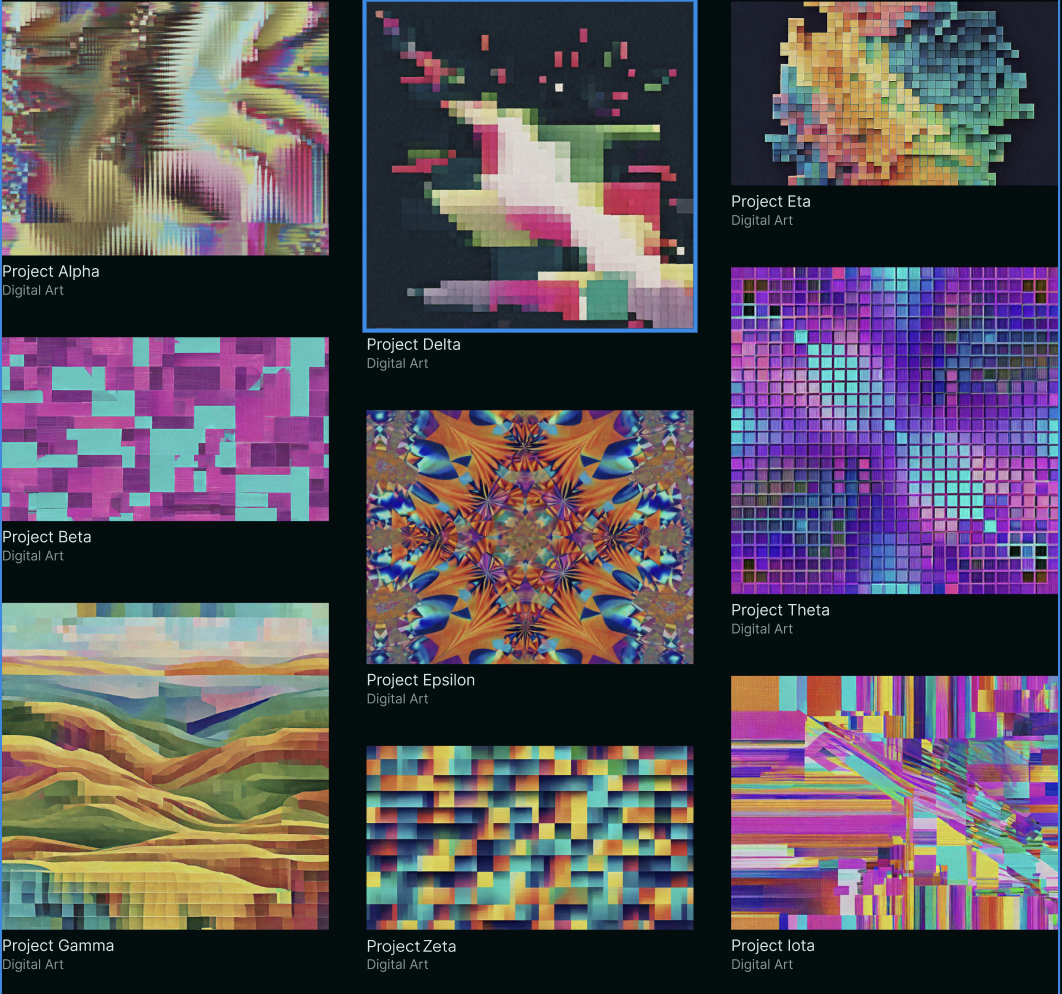 Project Alpha
Digital Art
Project Beta
Digital Art
Project Gamma
Digital Art
Project Delta
Digital Art
Project Epsilon
Digital Art
Project Zeta
Digital Art
Project Eta
Digital Art
Project Theta
Digital Art
Project Iota
Digital Art